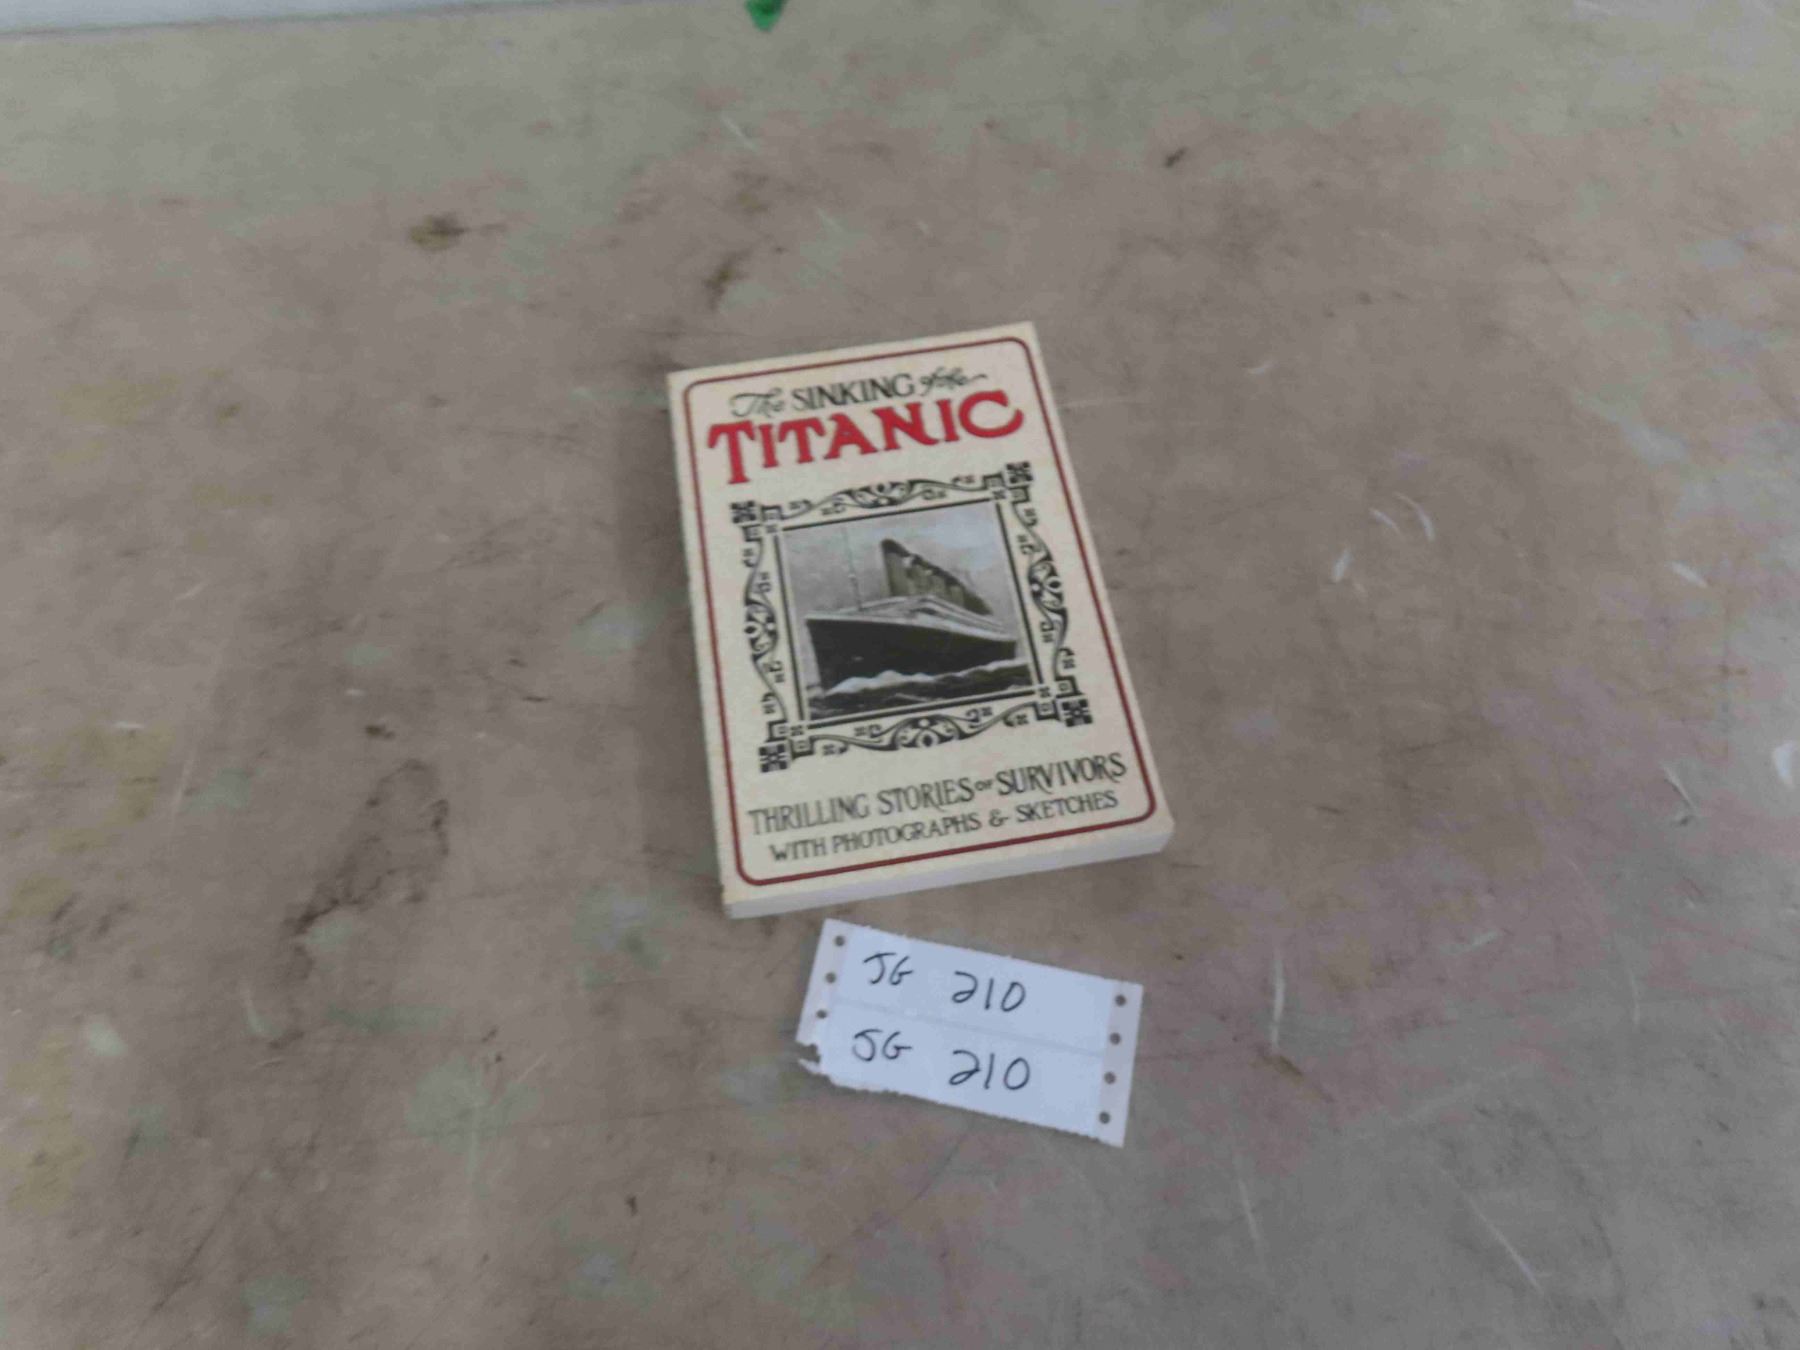 The SINKING of the
TITANIC
THRILLING STORIES OF SURVIVORS
WITH PHOTOGRAPHS & SKETCHES
JG 210
JG 210